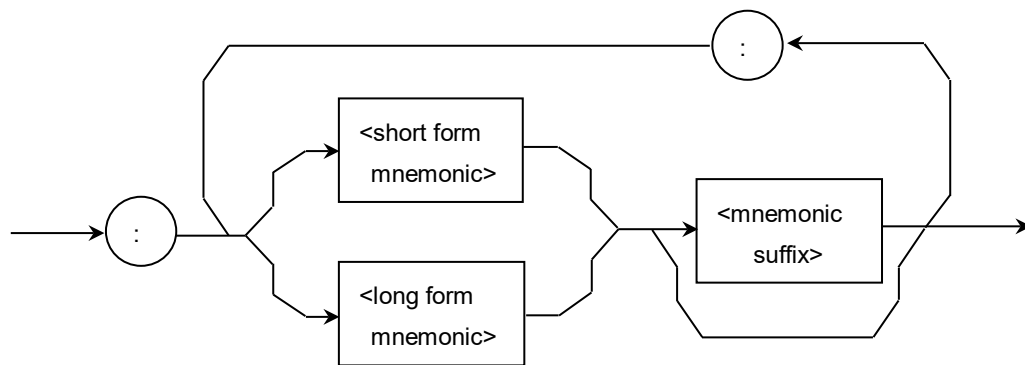 :
<short form
mnemonic>
<mnemonic
suffix>
:
<long form
mnemonic>